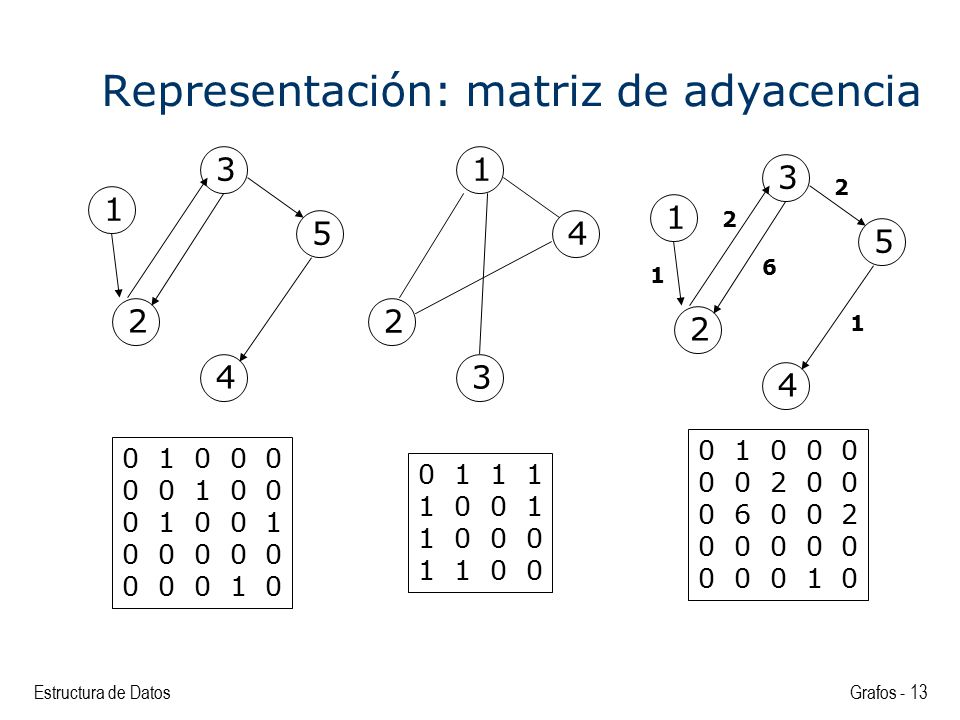 Representación: matriz de adyacencia
3
1
5
2
4
1
4
2
3
3
2
1
2
5
6
1
2
1
4
0 1 0 0 0
0 0 1 0 0
0 1 0 0 1
0 0 0 0 0
0 0 0 1 0
0 1 1 1
1 0 0 1
1 0 0 0
1 1 0 0
0 1 0 0 0
0 0 2 0 0
0 6 0 0 2
0 0 0 0 0
0 0 0 1 0
Estructura de Datos
Grafos - 13